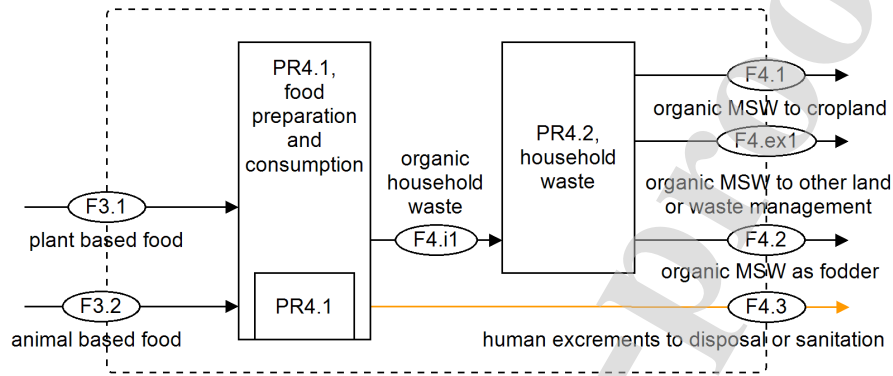 PR4.1,
food
preparation
and
consumption
PR4.2,
household
waste
F4.1
organic MSW to cropland
F4.ex1
organic MSW to other land
or waste management
organic
household
waste
F3.1
plant based food
F4.i1
F4.2
organic MSW as fodder
F3.2
animal based food
PR4.1
F4.3
human excrements to disposal or sanitation
-proo